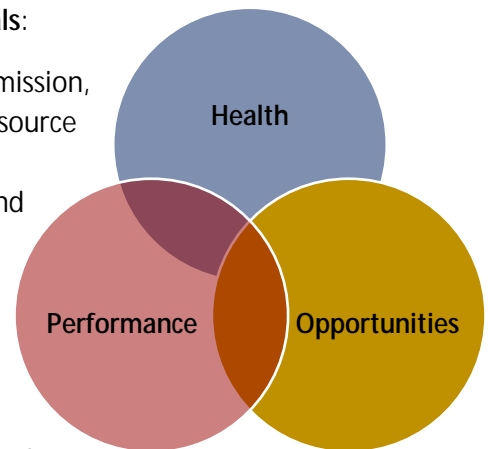 ls:
mission,
source
nd
Health
Performance
Opportunities